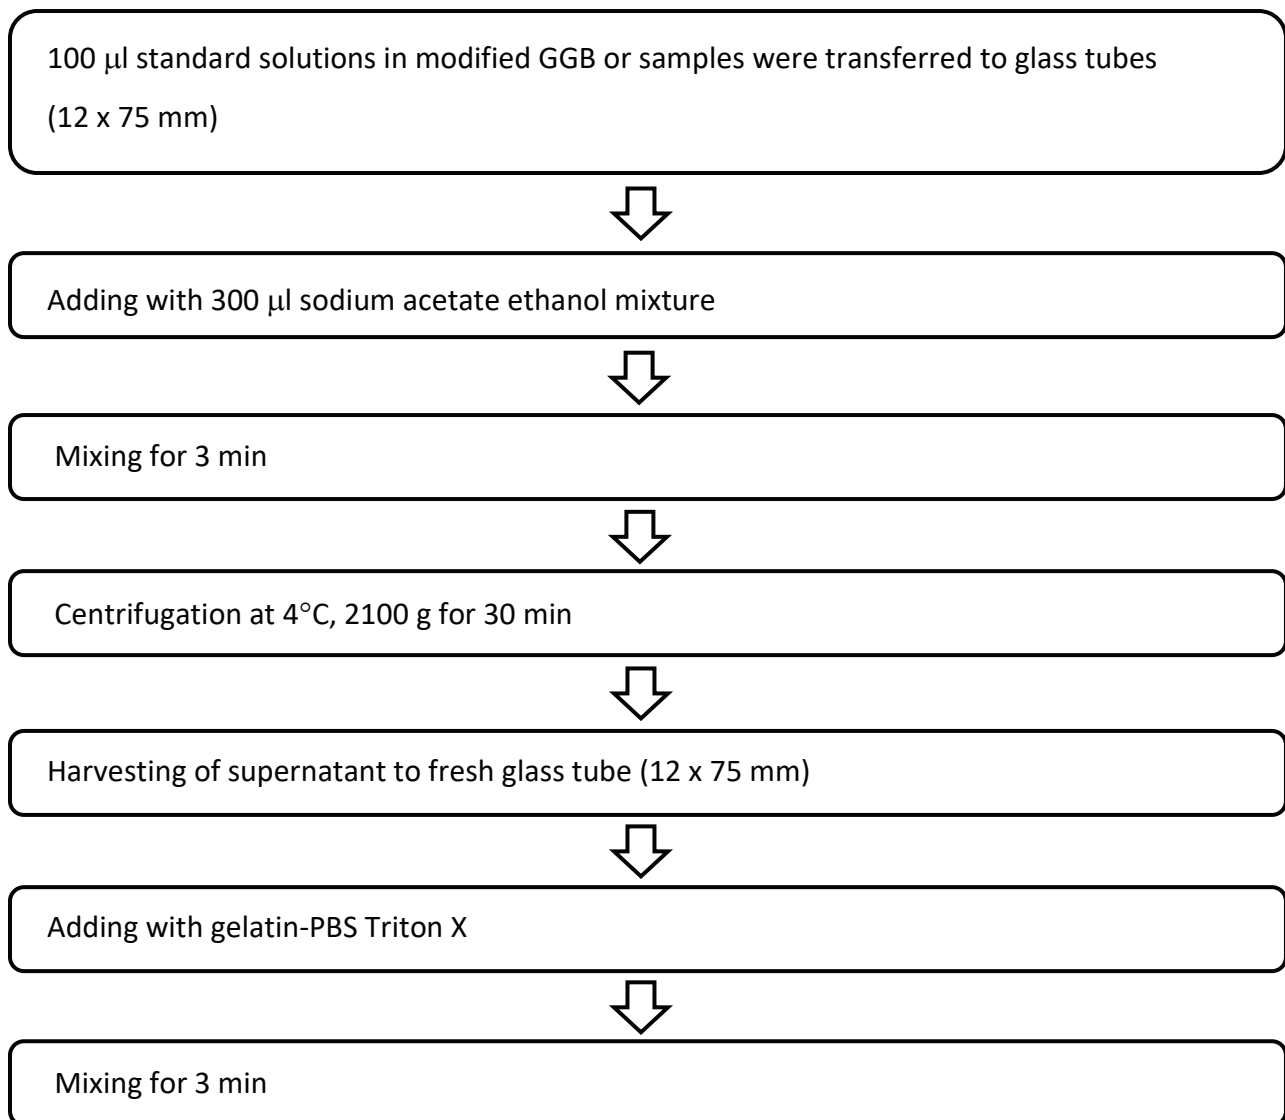 100 μl standard solutions in modified GGB or samples were transferred to glass tubes
(12 x 75 mm)
Adding with 300 μl sodium acetate ethanol mixture
Mixing for 3 min
Centrifugation at 4°C, 2100 g for 30 min
Harvesting of supernatant to fresh glass tube (12 x 75 mm)
Adding with gelatin-PBS Triton X
Mixing for 3 min